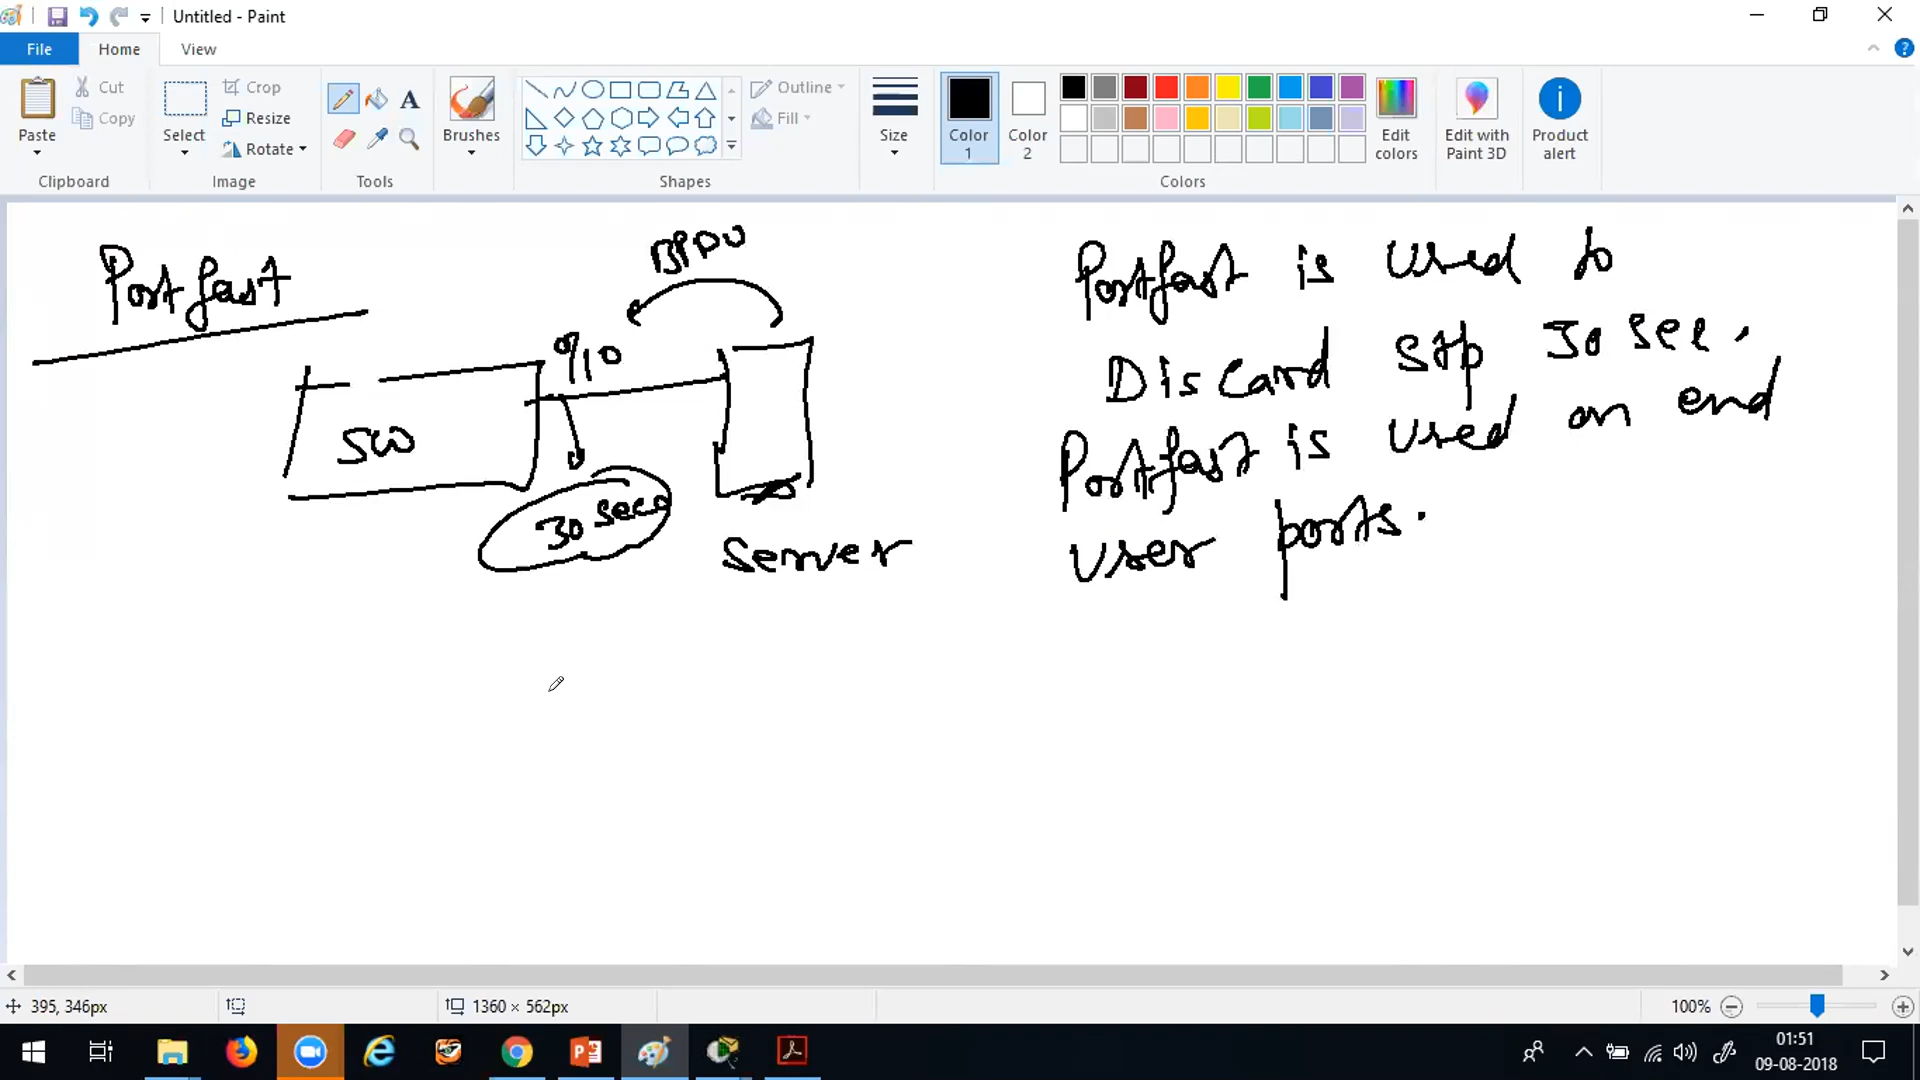 Untitled - Paint
File Home View
Paste
Cut
Copy
Clipboard
Select
Crop
Resize
Rotate
Image
Tools
Brushes
Shapes
Outline
Fill
Size
Color 1
Color 2
Colors
Edit colors
Edit with Paint 3D
Product alert
Portfast
BPDU
SW
30 secs
Server
Portfast is used to
Discard Stp 30 sec.
Portfast is used on end
user ports.
395, 346px
1360 × 562px
100%
01:51
09-08-2018